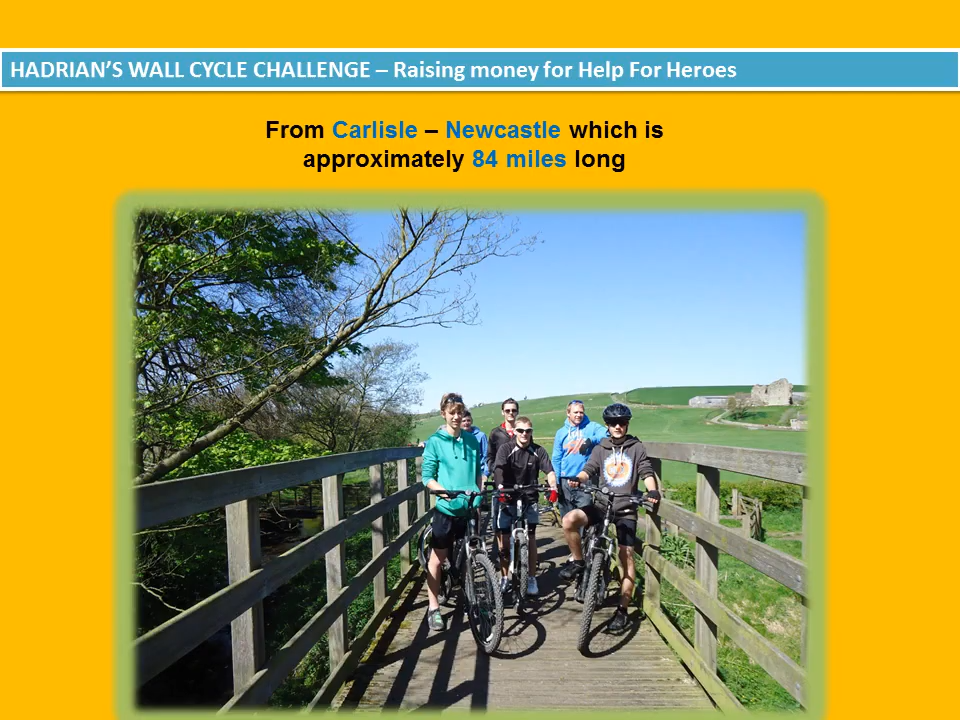 HADRIAN’S WALL CYCLE CHALLENGE – Raising money for Help For Heroes
From Carlisle – Newcastle which is
approximately 84 miles long